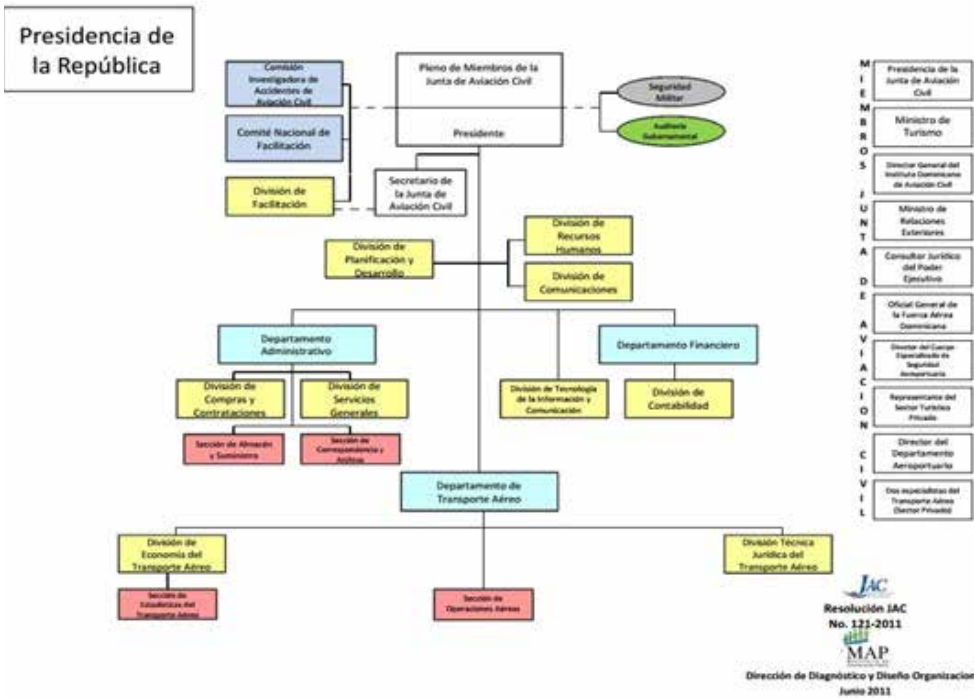 Presidencia de
la República
Comisión
Investigadora de
Accidentes de
Aviación Civil
Comité Nacional de
Facilitación
División de
Facilitación
Pleno de Miembros de la
Junta de Aviación Civil
Presidente
Seguridad
Militar
Auditoría
Gubernamental
Secretario de
la Junta de
Aviación Civil
División de
Planificación y
Desarrollo
División de
Recursos
Humanos
División de
Comunicaciones
Departamento
Administrativo
Departamento Financiero
División de
Compras y
Contrataciones
División de
Servicios
Generales
División de Tecnología
de la Información y
Comunicación
División de
Contabilidad
Sección de Almacén
y Suministro
Sección de
Correspondencia y
Archivo
Departamento de
Transporte Aéreo
División de
Economía del
Transporte Aéreo
División Técnica
Jurídica del
Transporte Aéreo
Sección de
Estadísticas del
Transporte Aéreo
Sección de
Operaciones Aéreas
MIEMBROS JUNTA DE AVIACION CIVIL
Presidencia de la
Junta de Aviación
Civil
Ministro de
Turismo
Director General del
Instituto Dominicano
de Aviación Civil
Ministro de
Relaciones
Exteriores
Consultor Jurídico
del Poder
Ejecutivo
Oficial General de
la Fuerza Aérea
Dominicana
Director del Cuerpo
Especializado de
Seguridad
Aeroportuaria
Representante del
Sector Turístico
Privado
Director del
Departamento
Aeroportuario
Dos especialistas del
Transporte Aéreo
(Sector Privado)
JAC
Resolución JAC
No. 121-2011
MAP
Dirección de Diagnóstico y Diseño Organizacion
Junio 2011